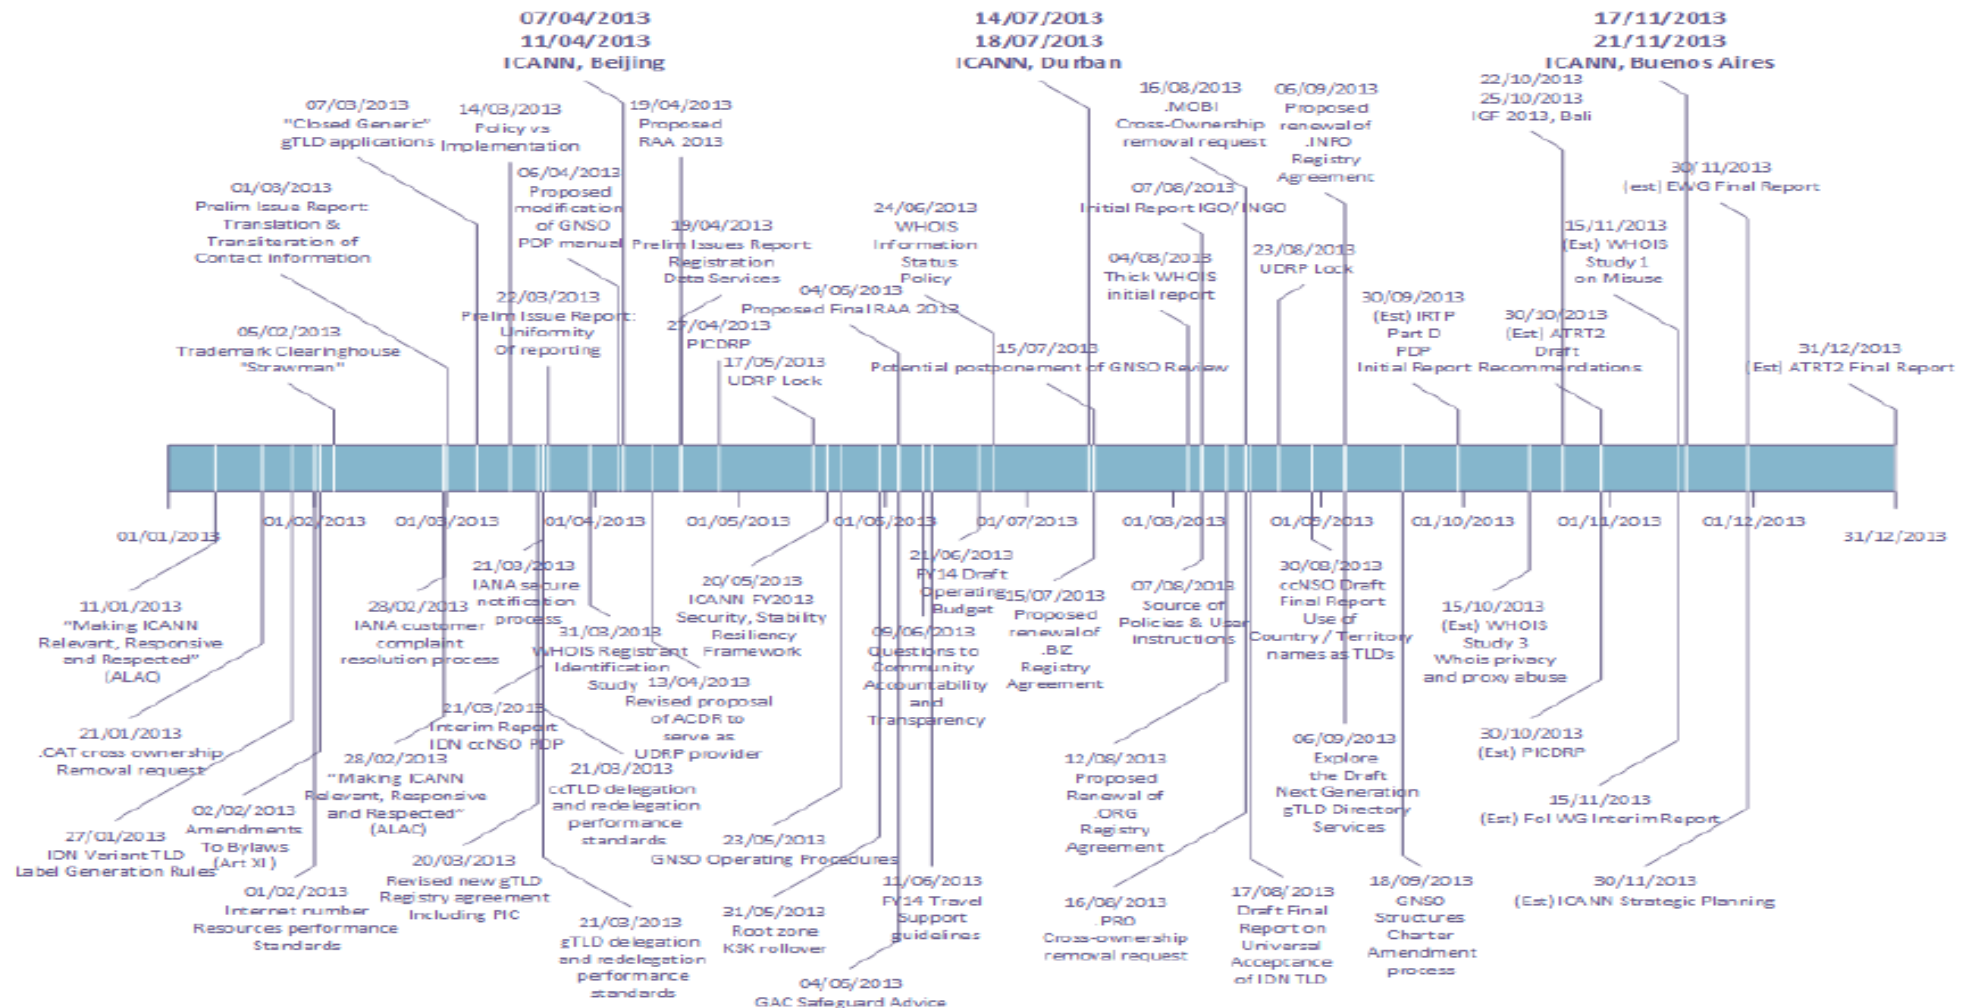 07/04/2013
11/04/2013
ICANN, Beijing
14/07/2013
18/07/2013
ICANN, Durban
17/11/2013
21/11/2013
ICANN, Buenos Aires
07/03/2013
"Closed Generic"
gTLD applications
14/03/2013
Policy vs
Implementation
19/04/2013
Proposed
RAA 2013
16/08/2013
.MOBI
Cross-Ownership
removal request
06/09/2013
Proposed
renewal of
.INFO
Registry
Agreement
22/10/2013
25/10/2013
IGF 2013, Bali
30/11/2013
(est) EWG Final Report
01/03/2013
Prelim Issue Report:
Translation &
Transliteration of
Contact Information
06/04/2013
Proposed
modification
of GNSO
PDP manual
19/04/2013
Prelim Issues Report:
Registration
Data Services
24/06/2013
WHOIS
Information
Status
Policy
07/08/2013
Initial Report IGO/INGO
04/08/2013
Thick WHOIS
initial report
23/08/2013
UDRP Lock
15/11/2013
(Est) WHOIS
Study 1
on Misuse
05/02/2013
Trademark Clearinghouse
"Strawman"
22/03/2013
Prelim Issue Report:
Uniformity
Of reporting
27/04/2013
PICDRP
17/05/2013
UDRP Lock
04/06/2013
Proposed Final RAA 2013
15/07/2013
Potential postponement of GNSO Review
30/09/2013
(Est) IRTP
Part D
PDP
Initial Report
30/10/2013
(Est) ATRT2
Draft
Recommendations
31/12/2013
(Est) ATRT2 Final Report
01/01/2013
01/02/2013
01/03/2013
01/04/2013
01/05/2013
01/06/2013
01/07/2013
01/08/2013
01/09/2013
01/10/2013
01/11/2013
01/12/2013
31/12/2013
11/01/2013
"Making ICANN
Relevant, Responsive
and Respected"
(ALAC)
21/01/2013
.CAT cross ownership
Removal request
27/01/2013
IDN Variant TLD
Label Generation Rules
02/02/2013
Amendments
To Bylaws
(Art XI)
01/02/2013
Internet number
Resources performance
Standards
28/02/2013
IANA customer
complaint
resolution process
28/02/2013
"Making ICANN
Relevant, Responsive
and Respected"
(ALAC)
21/03/2013
IANA secure
notification
process
21/03/2013
Interim Report
IDN ccNSO PDP
20/03/2013
Revised new gTLD
Registry agreement
Including PIC
31/03/2013
WHOIS Registrant
Identification
Study
13/04/2013
Revised proposal
of ACDR to
serve as
UDRP provider
21/03/2013
ccTLD delegation
and redelegation
performance
standards
21/03/2013
gTLD delegation
and redelegation
performance
standards
20/05/2013
ICANN FY2013
Security, Stability
Resiliency
Framework
23/05/2013
GNSO Operating Procedures
31/05/2013
Root zone
KSK rollover
04/06/2013
GAC Safeguard Advice
21/06/2013
FY14 Draft
Operating
Budget
09/06/2013
Questions to
Community
Accountability
and
Transparency
11/06/2013
FY14 Travel
Support
guidelines
15/07/2013
Proposed
renewal of
.BIZ
Registry
Agreement
07/08/2013
Source of
Policies & User
Instructions
12/08/2013
Proposed
Renewal of
.ORG
Registry
Agreement
16/08/2013
.PRO
Cross-ownership
removal request
17/08/2013
Draft Final
Report on
Universal
Acceptance
of IDN TLD
30/08/2013
ccNSO Draft
Final Report
Use of
Country / Territory
names as TLDs
06/09/2013
Explore
the Draft
Next Generation
gTLD Directory
Services
18/09/2013
GNSO
Structures
Charter
Amendment
process
15/10/2013
(Est) WHOIS
Study 3
Whois privacy
and proxy abuse
30/10/2013
(Est) PICDRP
15/11/2013
(Est) FoI WG Interim Report
30/11/2013
(Est) ICANN Strategic Planning